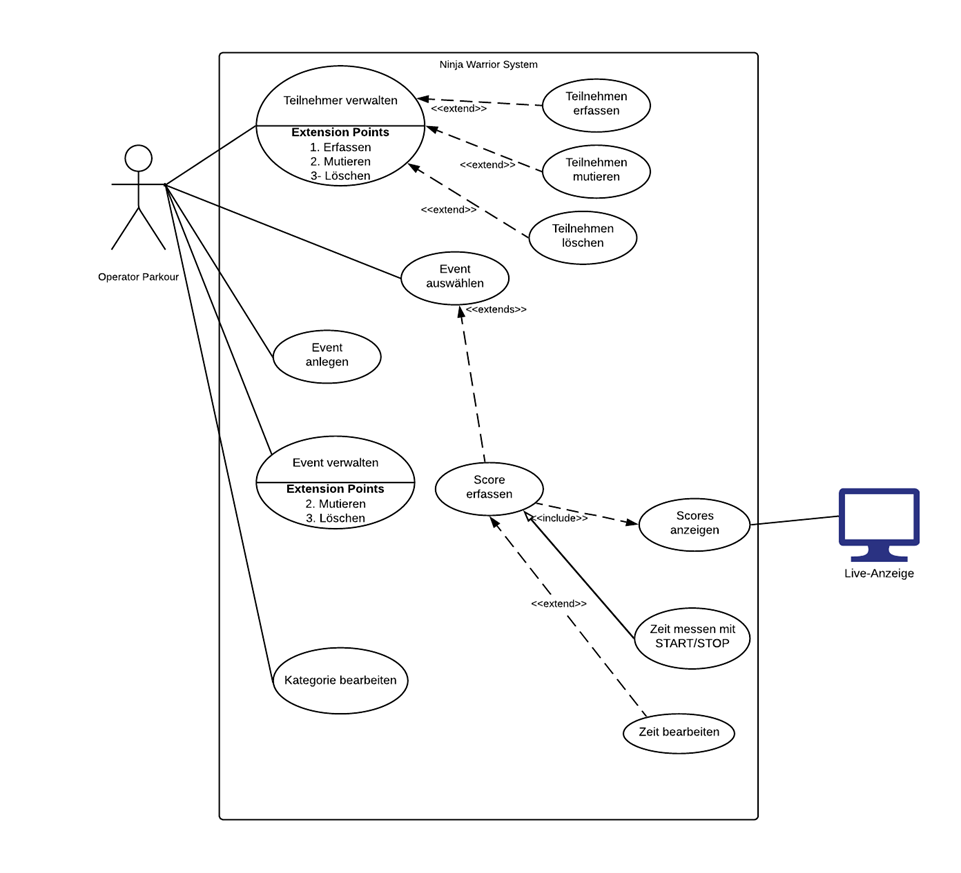 Ninja Warrior System
Teilnehmer verwalten
Extension Points
1. Erfassen
2. Mutieren
3- Löschen
<<extend>>
Teilnehmen
erfassen
<<extend>>
Teilnehmen
mutieren
<<extend>>
Teilnehmen
löschen
Operator Parkour
Event
auswählen
<<extends>>
Event
anlegen
Event verwalten
Extension Points
2. Mutieren
3. Löschen
Score
erfassen
<<include>>
Scores
anzeigen
Live-Anzeige
<<extend>>
Zeit messen mit
START/STOP
Kategorie bearbeiten
Zeit bearbeiten